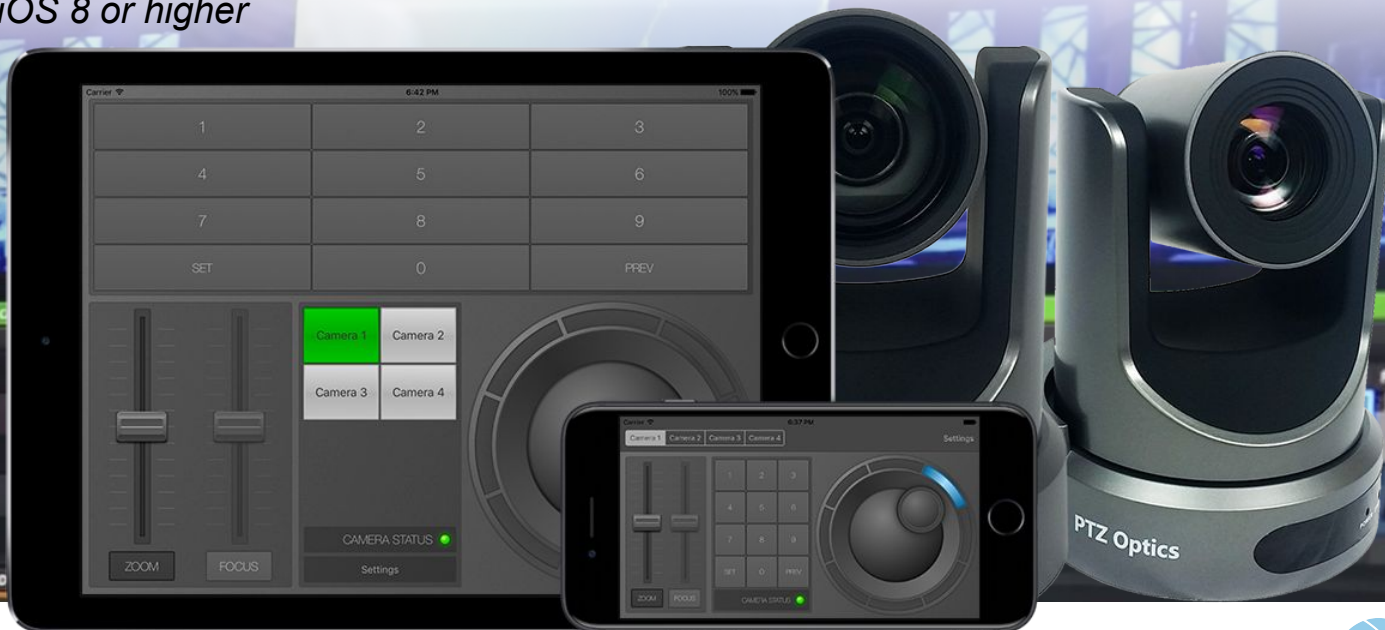 iOS 8 or higher
Carrier 6:42 PM 100%
1 2 3
4 5 6
7 8 9
SET 0 PREV
Camera 1 Camera 2
Camera 3 Camera 4
CAMERA STATUS
Settings
ZOOM FOCUS
Carrier 6:37 PM
Camera 1 Camera 2 Camera 3 Camera 4 Settings
1 2 3
4 5 6
7 8 9
SET 0 PREV
ZOOM FOCUS CAMERA STATUS
PTZ Optics